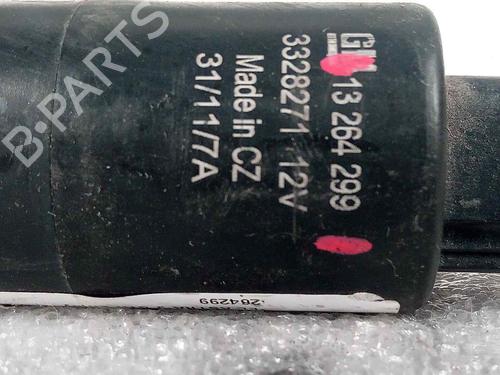 GM 13 264 299
3328271 12V
Made in CZ
31/11/7A
264299
B-PARTS